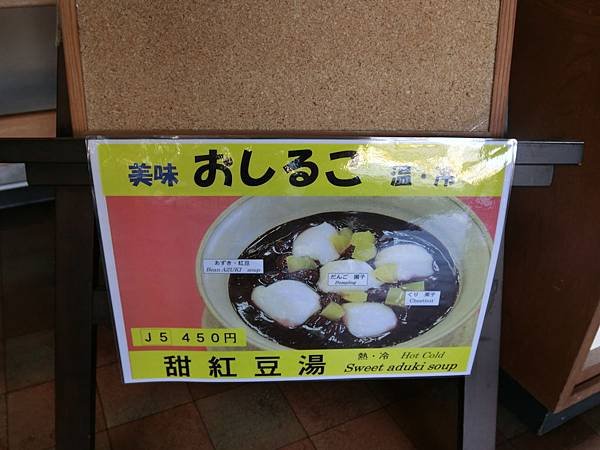 美味 おしるこ 温・冷
あずき・紅豆
Bean AZUKI soup
だんご 團子
Dumpling
くり 栗子
Chestnut
J5 450円
甜紅豆湯
熱・冷 Hot Cold
Sweet aduki soup